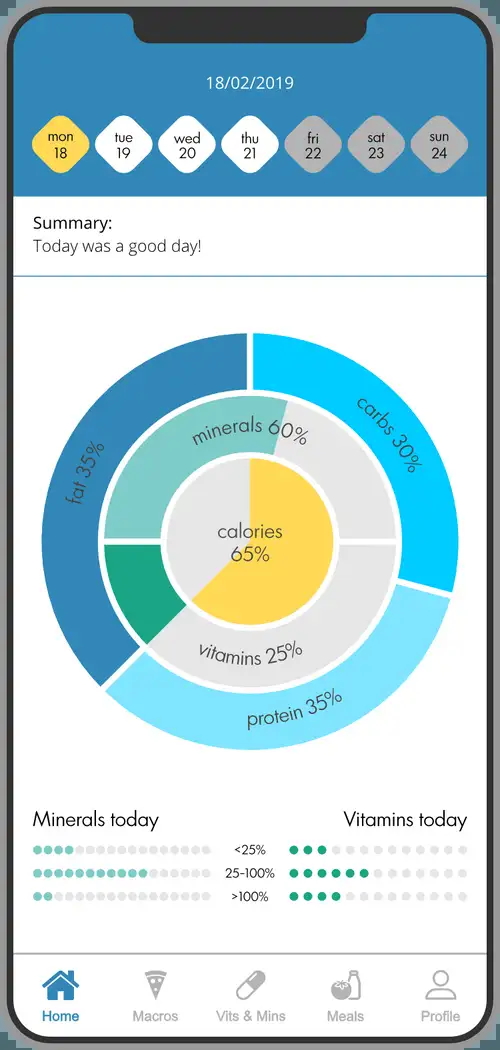 18/02/2019
mon
18
tue
19
wed
20
thu
21
fri
22
sat
23
sun
24
Summary:
Today was a good day!
carbs 30%
fat 35%
minerals 60%
calories
65%
vitamins 25%
protein 35%
Minerals today
Vitamins today
<25%
25-100%
>100%
Home
Macros
Vits & Mins
Meals
Profile